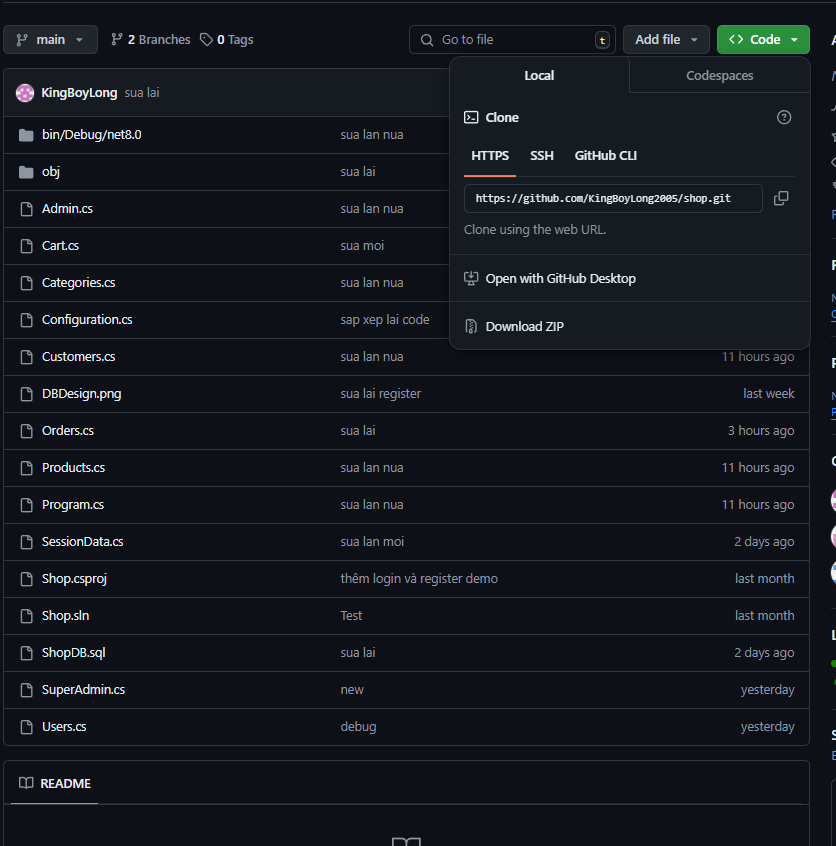 main 2 Branches 0 Tags Go to file t Add file Code
KingBoyLong sua lai
Local Codespaces
Clone
HTTPS SSH GitHub CLI
https://github.com/KingBoyLong2005/shop.git
Clone using the web URL.
Open with GitHub Desktop
Download ZIP
bin/Debug/net8.0 sua lan nua
obj sua lai
Admin.cs sua lan nua
Cart.cs sua moi
Categories.cs sua lan nua
Configuration.cs sap xep lai code
Customers.cs sua lan nua 11 hours ago
DBDesign.png sua lai register last week
Orders.cs sua lai 3 hours ago
Products.cs sua lan nua 11 hours ago
Program.cs sua lan nua 11 hours ago
SessionData.cs sua lan moi 2 days ago
Shop.csproj thêm login và register demo last month
Shop.sln Test last month
ShopDB.sql sua lai 2 days ago
SuperAdmin.cs new yesterday
Users.cs debug yesterday
README